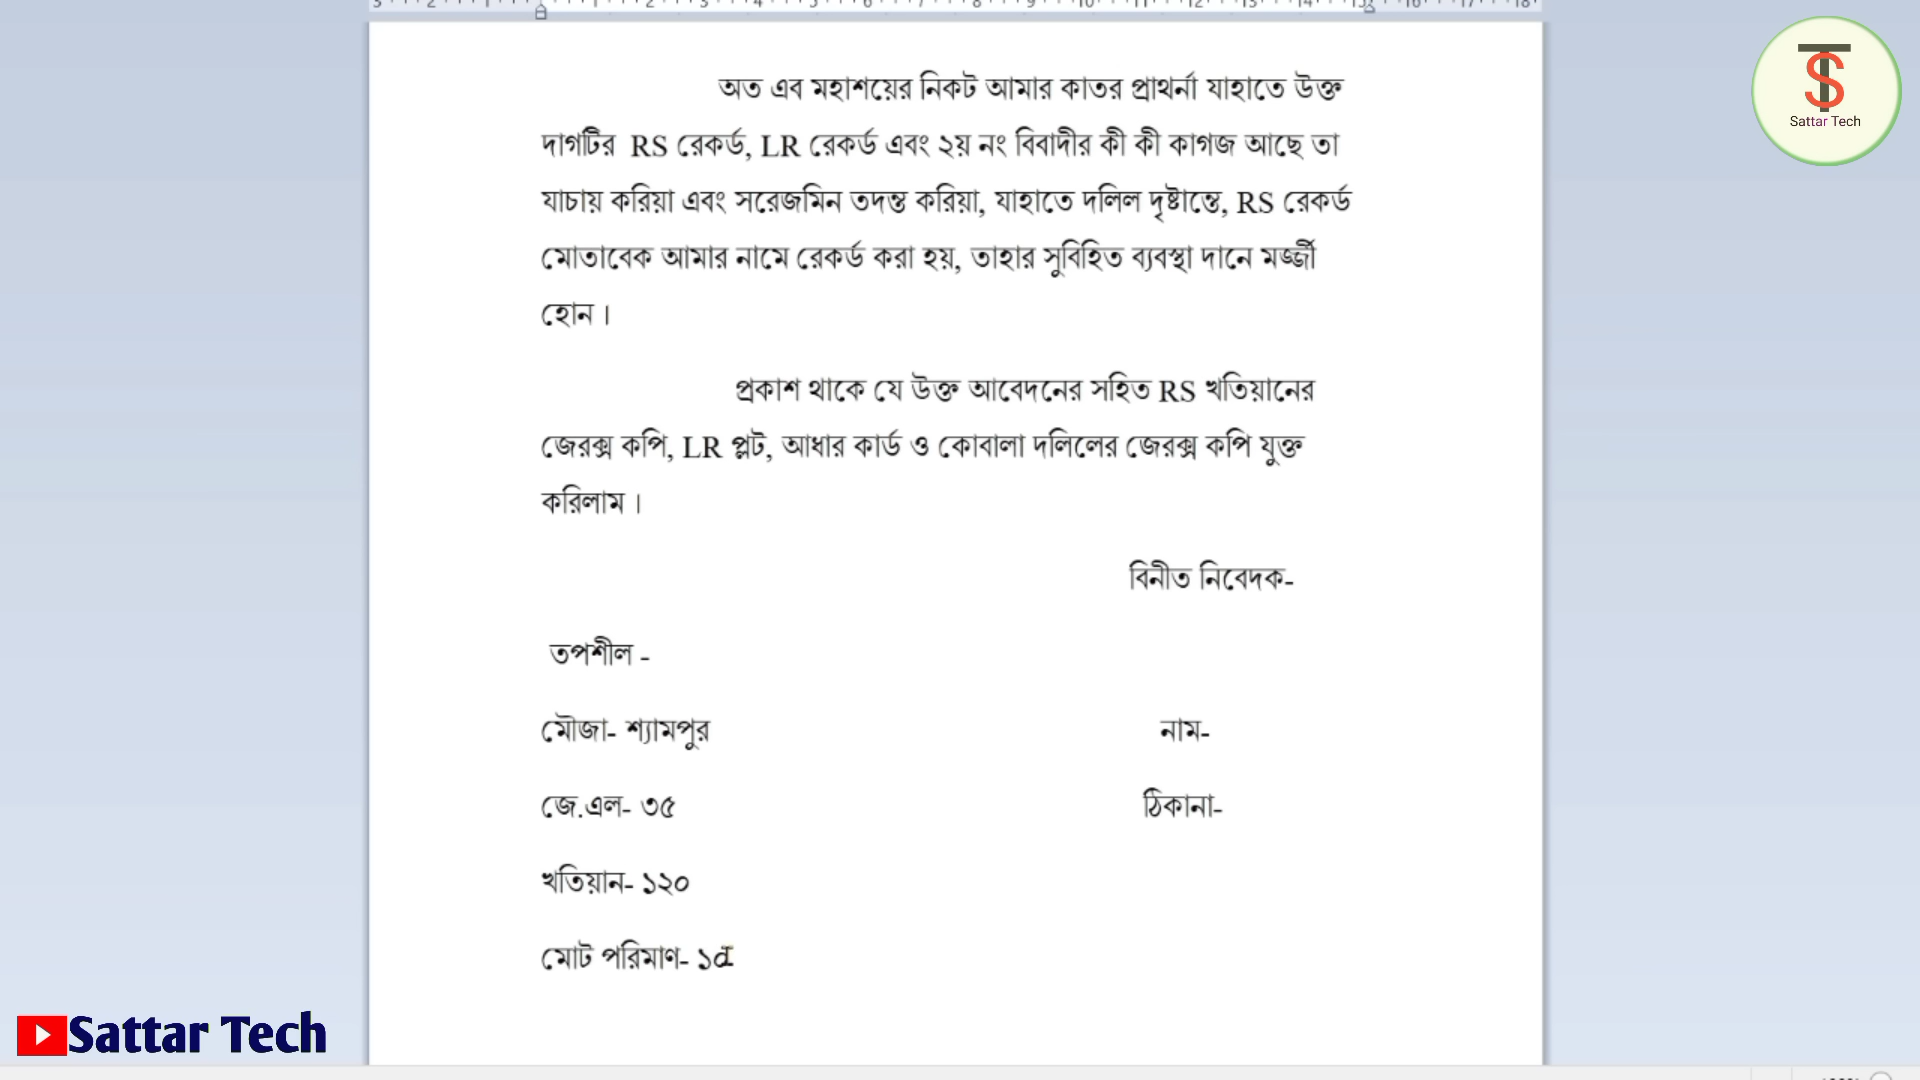 Sattar Tech
অত এব মহাশয়ের নিকট আমার কাতর প্রাথর্না যাহাতে উক্ত
দাগটির RS রেকর্ড, LR রেকর্ড এবং ২য় নং বিবাদীর কী কী কাগজ আছে তা
যাচায় করিয়া এবং সরেজমিন তদন্ত করিয়া, যাহাতে দলিল দৃষ্টান্তে, RS রেকর্ড
মোতাবেক আমার নামে রেকর্ড করা হয়, তাহার সুবিহিত ব্যবস্থা দানে মর্জ্জী
হোন।
প্রকাশ থাকে যে উক্ত আবেদনের সহিত RS খতিয়ানের
জেরক্স কপি, LR প্লট, আধার কার্ড ও কোবালা দলিলের জেরক্স কপি যুক্ত
করিলাম।
বিনীত নিবেদক-
তপশীল -
মৌজা- শ্যামপুর নাম-
জে.এল- ৩৫ ঠিকানা-
খতিয়ান- ১২০
মোট পরিমাণ-
Sattar Tech